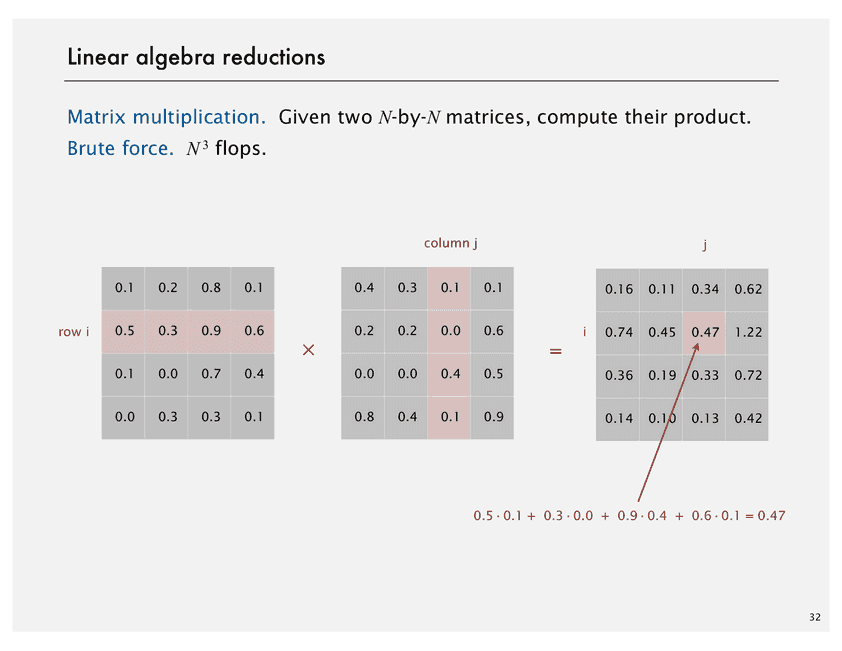 Linear algebra reductions
Matrix multiplication. Given two N-by-N matrices, compute their product.
Brute force. N³ flops.
column j
j
0.1 0.2 0.8 0.1
0.4 0.3 0.1 0.1
0.16 0.11 0.34 0.62
row i
0.5 0.3 0.9 0.6
0.2 0.2 0.0 0.6
i
0.74 0.45 0.47 1.22
×
=
0.1 0.0 0.7 0.4
0.0 0.0 0.4 0.5
0.36 0.19 0.33 0.72
0.0 0.3 0.3 0.1
0.8 0.4 0.1 0.9
0.14 0.10 0.13 0.42
0.5 · 0.1 + 0.3 · 0.0 + 0.9 · 0.4 + 0.6 · 0.1 = 0.47
32